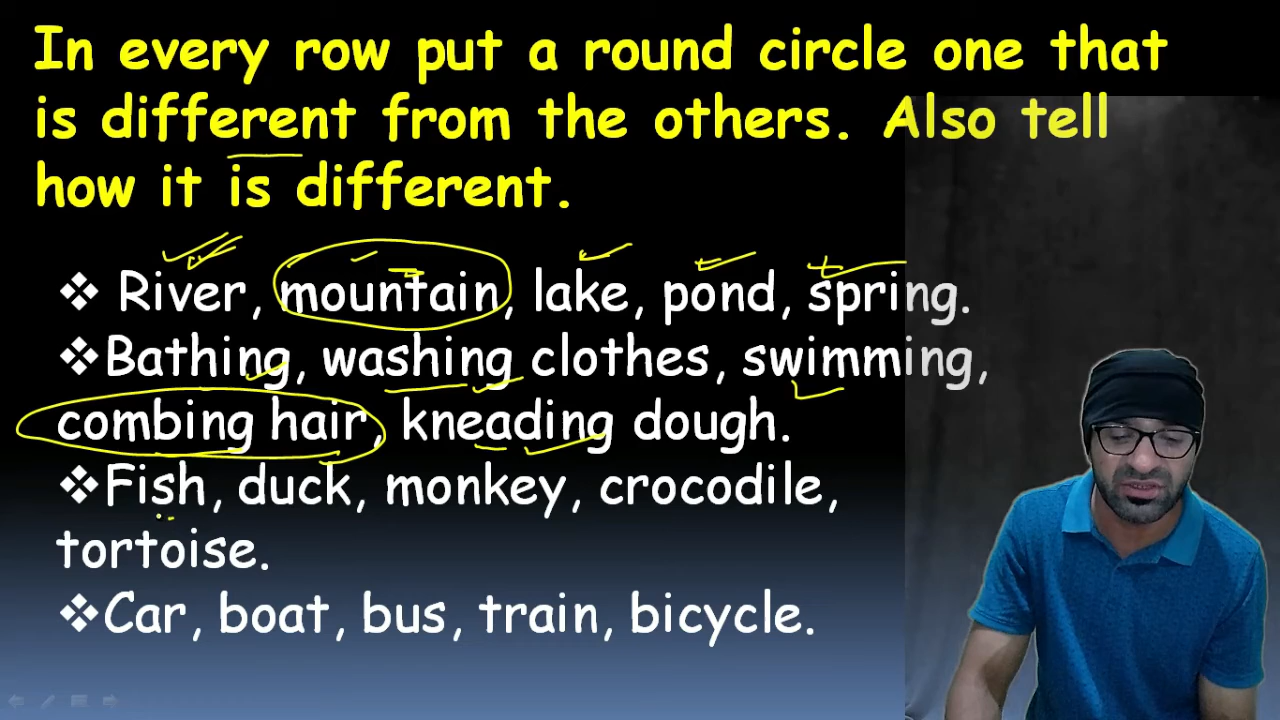 In every row put a round circle one that
is different from the others. Also tell
how it is different.
❖ River, mountain, lake, pond, spring.
❖Bathing, washing clothes, swimming,
combing hair, kneading dough.
❖Fish, duck, monkey, crocodile,
tortoise.
❖Car, boat, bus, train, bicycle.